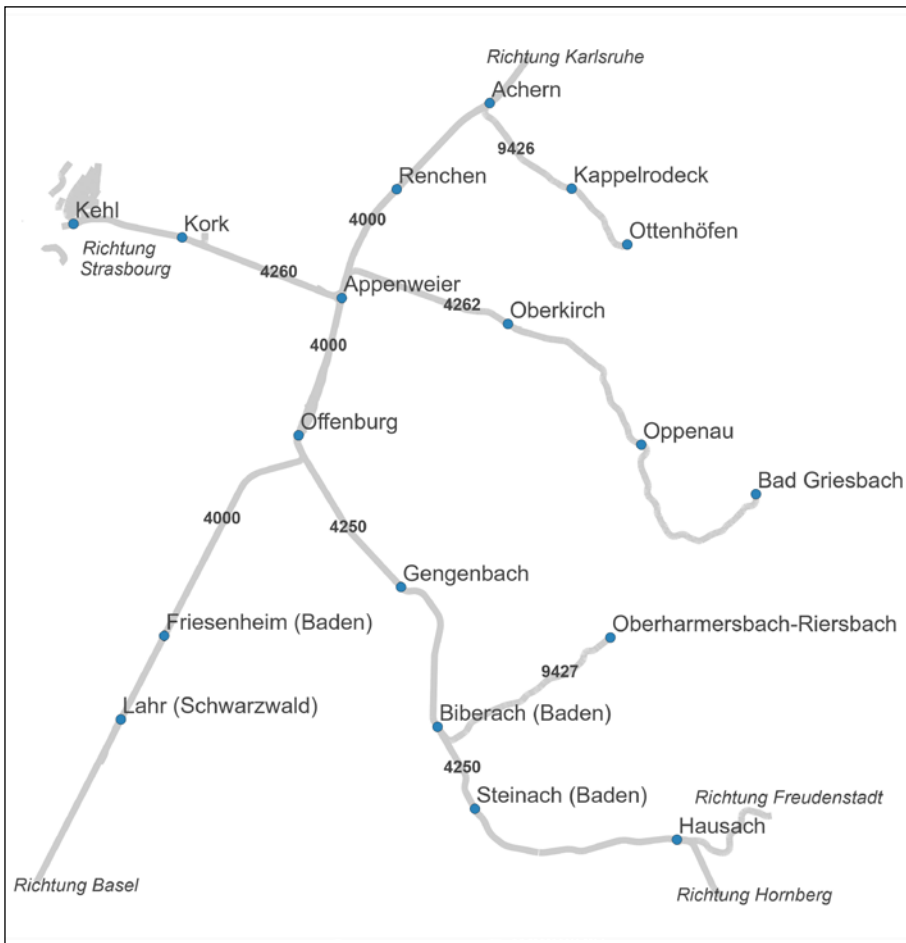 Richtung Karlsruhe
Achern
9426
Renchen
Kappelrodeck
Kehl
Kork
4000
Ottenhöfen
Richtung
Strasbourg
4260
Appenweier
4262
Oberkirch
4000
Offenburg
Oppenau
Bad Griesbach
4000
4250
Gengenbach
Friesenheim (Baden)
Oberharmersbach-Riersbach
9427
Lahr (Schwarzwald)
Biberach (Baden)
4250
Steinach (Baden)
Richtung Freudenstadt
Hausach
Richtung Basel
Richtung Hornberg